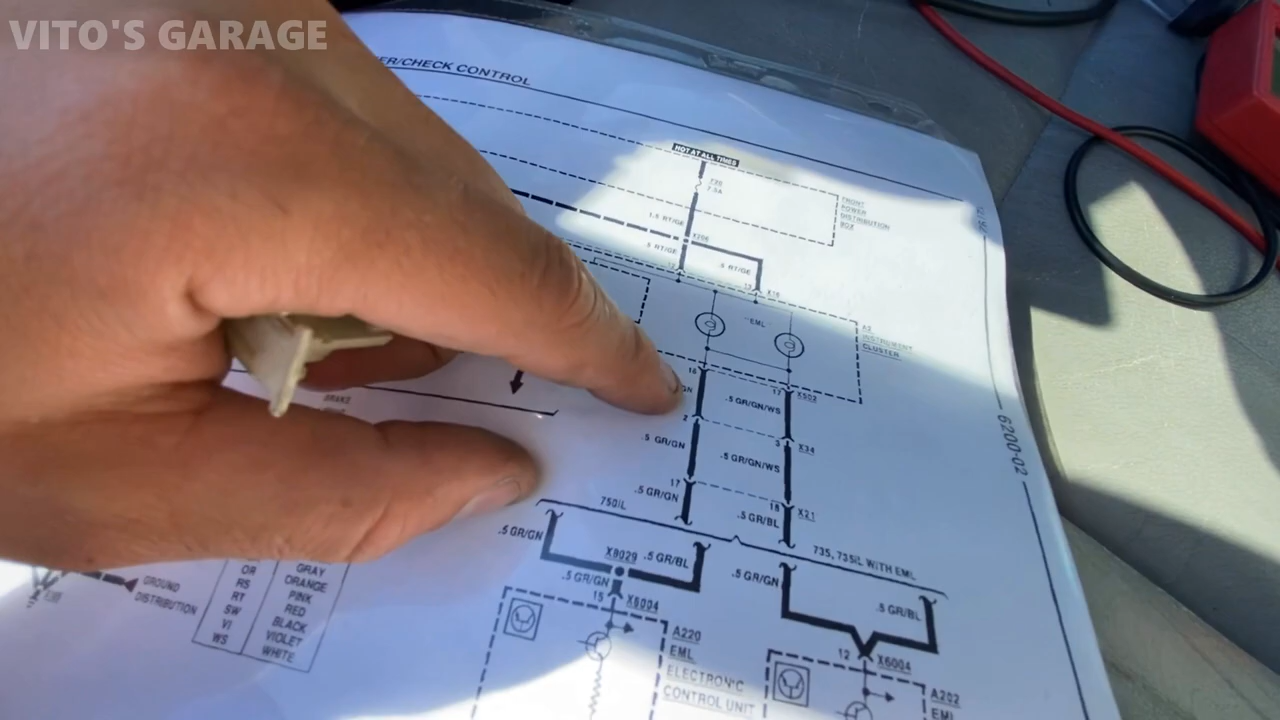 VITO'S GARAGE
ER/CHECK CONTROL
HOT AT ALL TIMES
7.5A
FRONT
POWER
DISTRIBUTION
BOX
1.5 RT/GE
X206
.5 RT/GE
.5 RT/GE
X16
EML
A2
INSTRUMENT
CLUSTER
16
17
X502
GN
.5 GR/GN/WS
2
3
X34
.5 GR/GN
.5 GR/GN/WS
17
18
X21
.5 GR/GN
.5 GR/BL
750IL
735, 735iL WITH EML
.5 GR/GN
X8029
.5 GR/BL
.5 GR/GN
.5 GR/BL
.5 GR/GN
15
X6004
12
X6004
A220
EML
ELECTRONIC
CONTROL UNIT
A202
EML
6200-02
BRAKE
GROUND
DISTRIBUTION
GRAY
OR ORANGE
RS PINK
RT RED
SW BLACK
VI VIOLET
WS WHITE